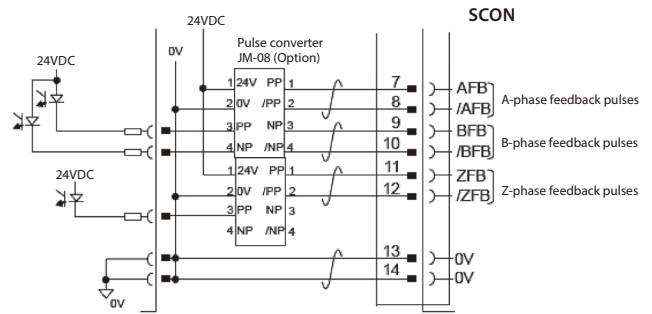 SCON
24VDC
0V
Pulse converter
JM-08 (Option)
24VDC
1 24V PP 1 7 AFB
2 0V /PP 2 8 /AFB
A-phase feedback pulses
3 PP NP 3 9 BFB
4 NP /NP 4 10 /BFB
B-phase feedback pulses
24VDC
1 24V PP 1 11 ZFB
2 0V /PP 2 12 /ZFB
Z-phase feedback pulses
3 PP NP 3
4 NP /NP 4
13 0V
14 0V
0V